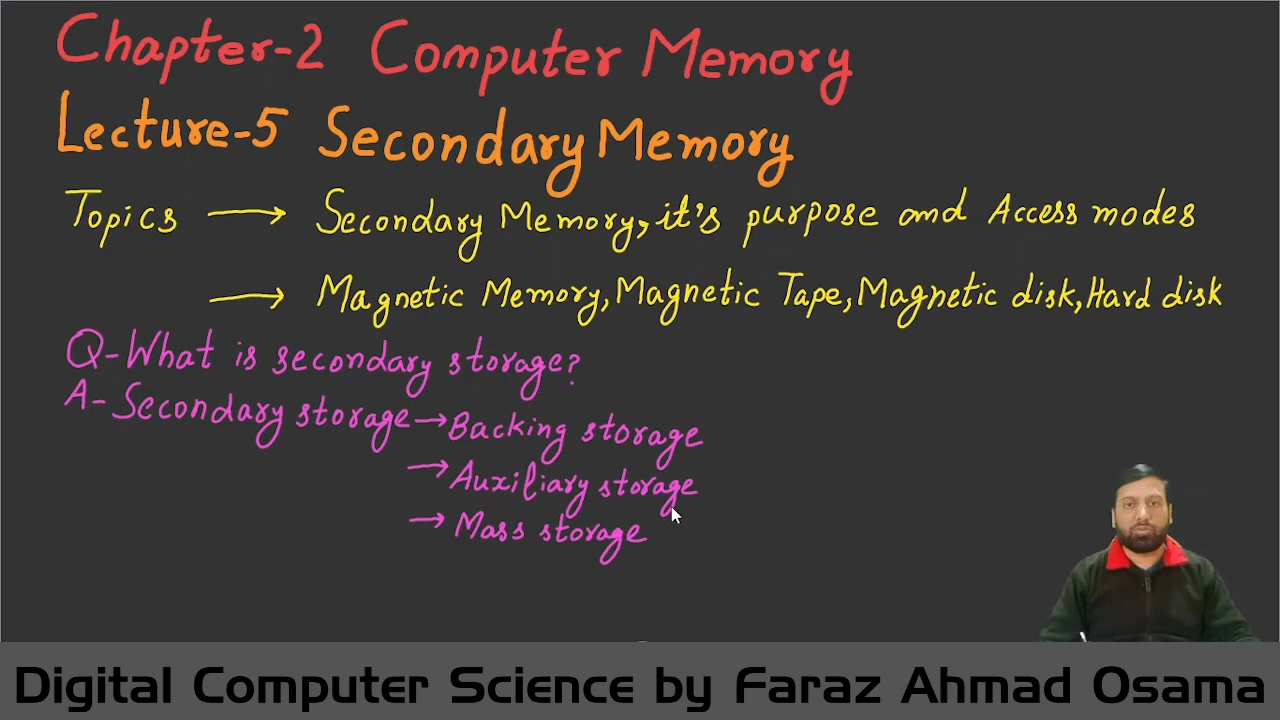 Chapter-2 Computer Memory
Lecture-5 Secondary Memory
Topics → Secondary Memory, it's purpose and Access modes
→ Magnetic Memory, Magnetic Tape, Magnetic disk, Hard disk
Q-What is secondary storage?
A-Secondary storage → Backing storage
→ Auxiliary storage
→ Mass storage
Digital Computer Science by Faraz Ahmad Osama